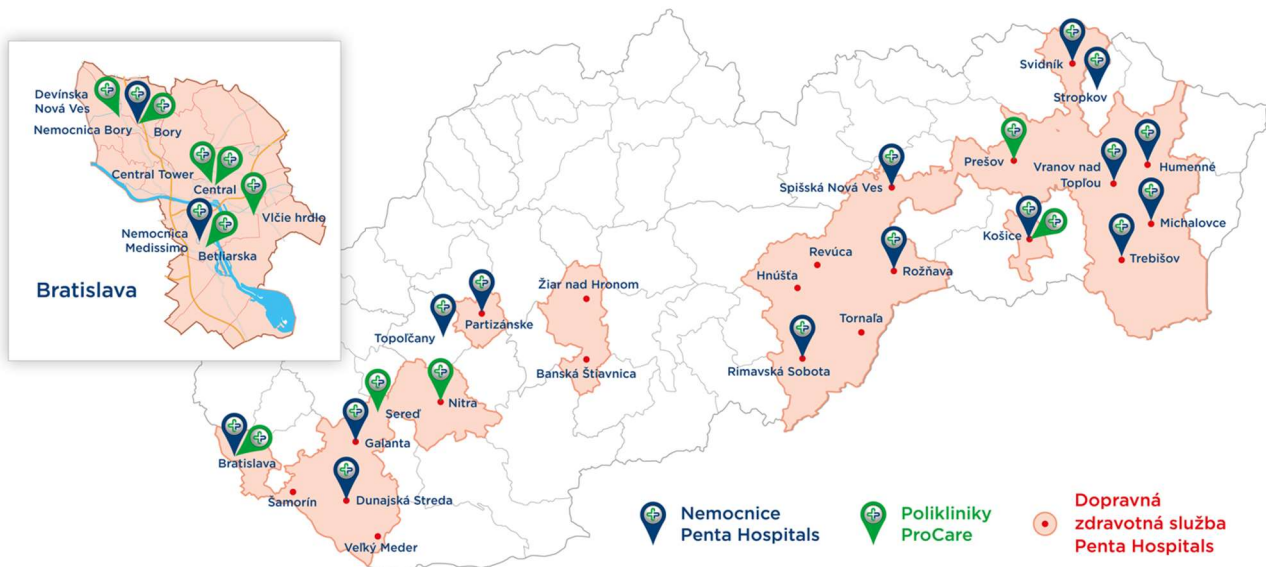 Devínska
Nová Ves
Nemocnica Bory
Bory
Central Tower
Central
Vlčie hrdlo
Nemocnica
Medissimo
Betliarska
Bratislava
Svidník
Stropkov
Prešov
Vranov nad
Topľou
Humenné
Spišská Nová Ves
Košice
Michalovce
Trebišov
Revúca
Rožňava
Hnúšťa
Tornaľa
Rimavská Sobota
Žiar nad Hronom
Banská Štiavnica
Partizánske
Topoľčany
Nitra
Sereď
Galanta
Bratislava
Šamorín
Dunajská Streda
Veľký Meder
Nemocnice
Penta Hospitals
Polikliniky
ProCare
Dopravná
zdravotná služba
Penta Hospitals